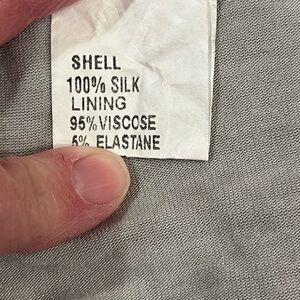 SHELL
100% SILK
LINING
95% VISCOSE
5% ELASTANE